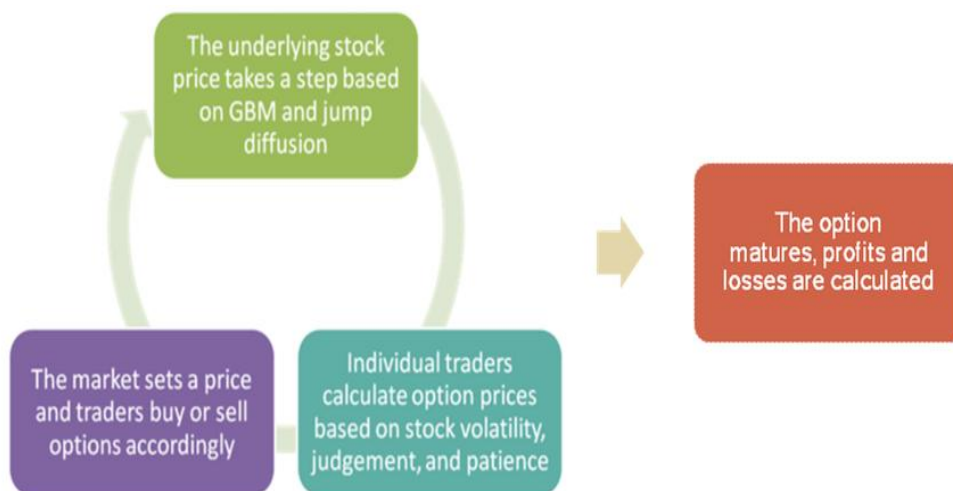 The underlying stock
price takes a step based
on GBM and jump
diffusion
The market sets a price
and traders buy or sell
options accordingly
Individual traders
calculate option prices
based on stock volatility,
judgement, and patience
The option
matures, profits and
losses are calculated